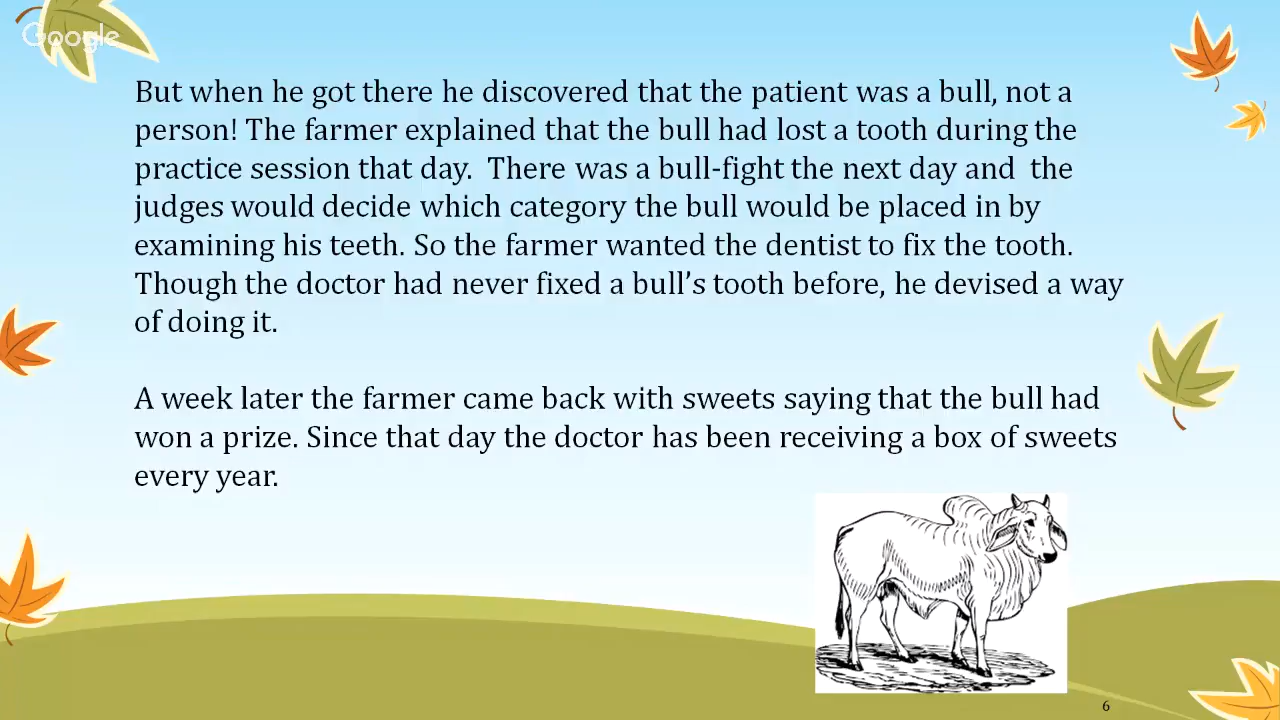 Google
But when he got there he discovered that the patient was a bull, not a
person! The farmer explained that the bull had lost a tooth during the
practice session that day.  There was a bull-fight the next day and  the
judges would decide which category the bull would be placed in by
examining his teeth. So the farmer wanted the dentist to fix the tooth.
Though the doctor had never fixed a bull’s tooth before, he devised a way
of doing it.
A week later the farmer came back with sweets saying that the bull had
won a prize. Since that day the doctor has been receiving a box of sweets
every year.
6